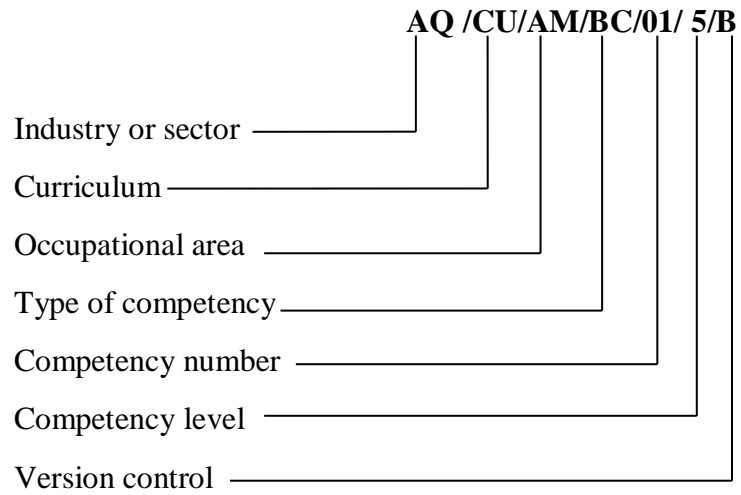 AQ /CU/AM/BC/01/ 5/B
Industry or sector
Curriculum
Occupational area
Type of competency
Competency number
Competency level
Version control